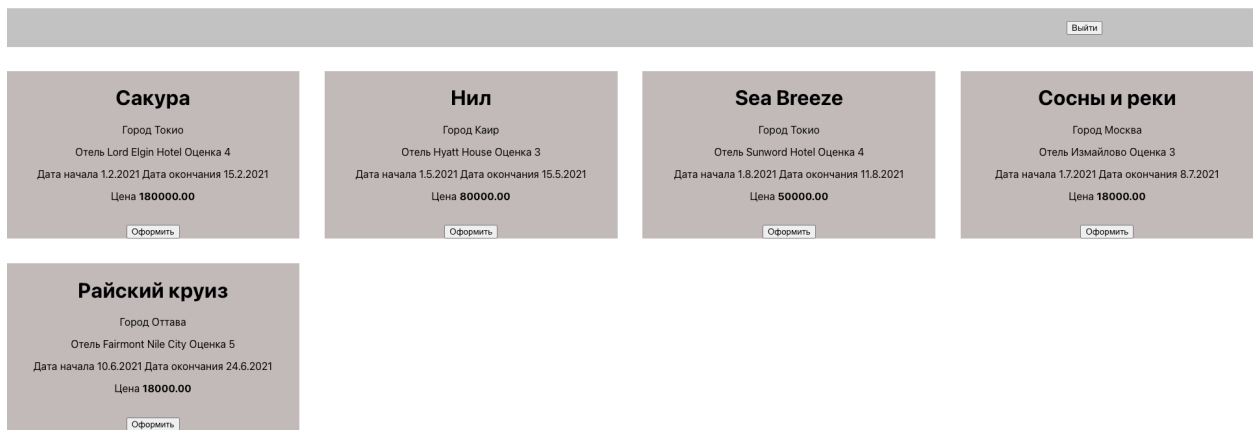 Выйти
Сакура
Город Токио
Отель Lord Elgin Hotel Оценка 4
Дата начала 1.2.2021 Дата окончания 15.2.2021
Цена 180000.00
Оформить
Нил
Город Каир
Отель Hyatt House Оценка 3
Дата начала 1.5.2021 Дата окончания 15.5.2021
Цена 80000.00
Оформить
Sea Breeze
Город Токио
Отель Sunword Hotel Оценка 4
Дата начала 1.8.2021 Дата окончания 11.8.2021
Цена 50000.00
Оформить
Сосны и реки
Город Москва
Отель Измайлово Оценка 3
Дата начала 1.7.2021 Дата окончания 8.7.2021
Цена 18000.00
Оформить
Райский круиз
Город Оттава
Отель Fairmont Nile City Оценка 5
Дата начала 10.6.2021 Дата окончания 24.6.2021
Цена 18000.00
Оформить